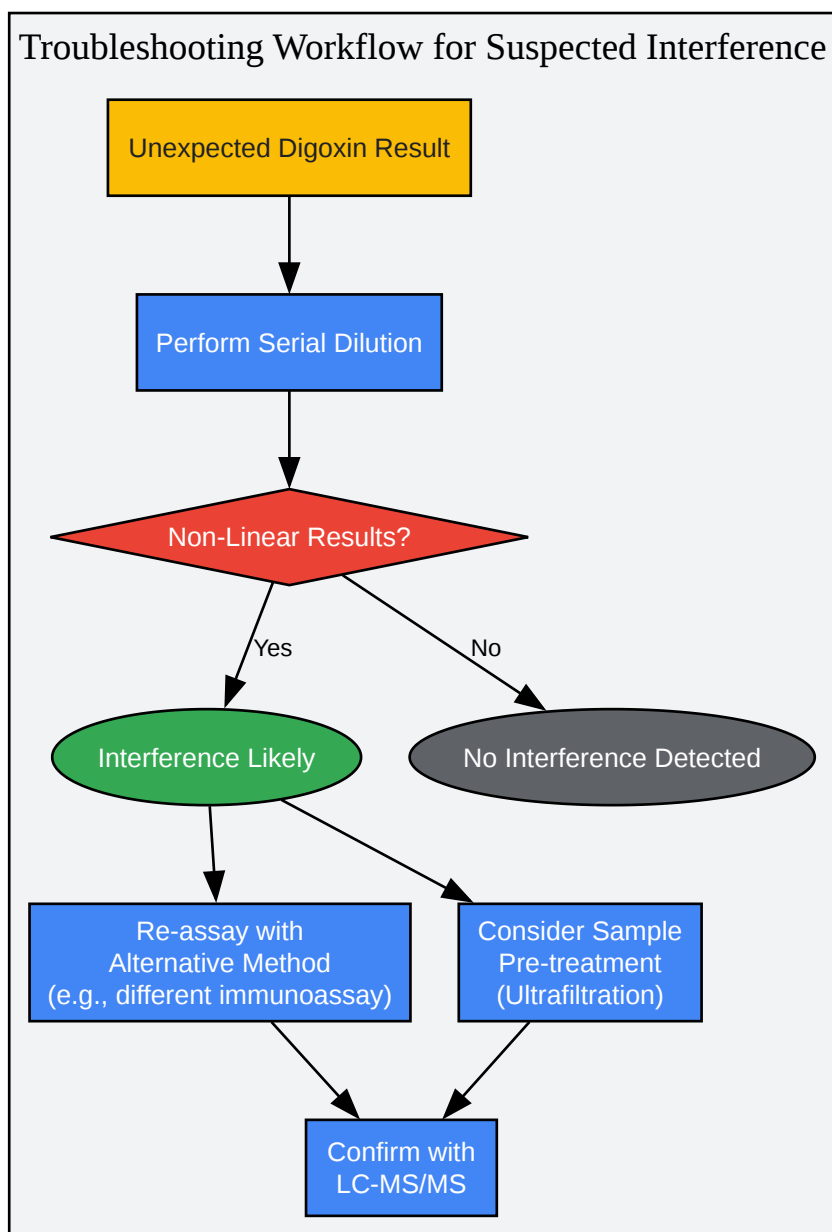 Troubleshooting Workflow for Suspected Interference
Unexpected Digoxin Result
Perform Serial Dilution
Non-Linear Results?
Yes
No
Interference Likely
No Interference Detected
Re-assay with
Alternative Method
(e.g., different immunoassay)
Consider Sample
Pre-treatment
(Ultrafiltration)
Confirm with
LC-MS/MS